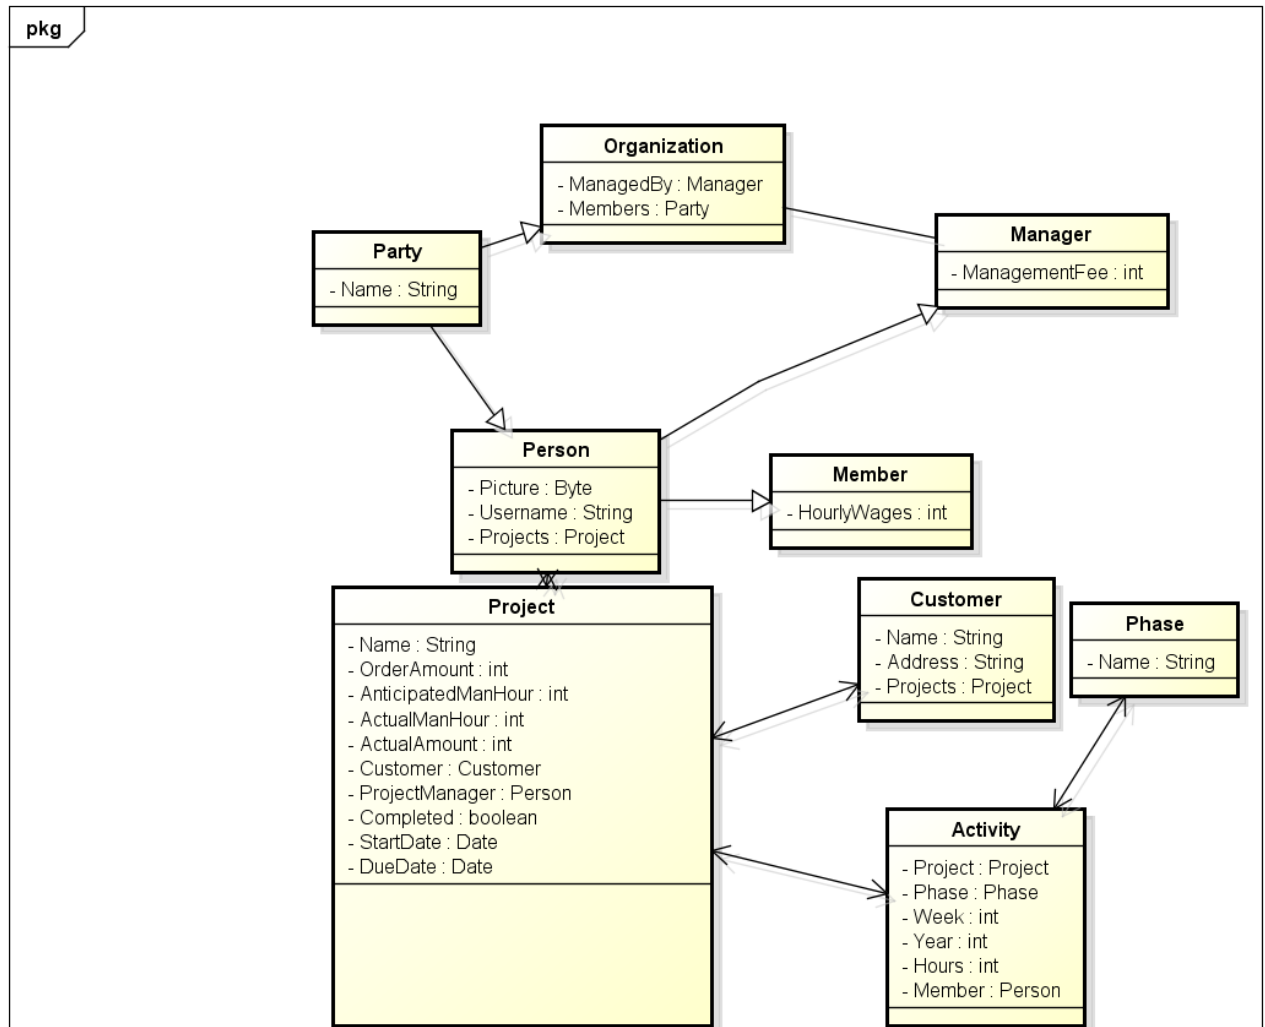 pkg
Organization
- ManagedBy : Manager
- Members : Party
Manager
- ManagementFee : int
Party
- Name : String
Person
- Picture : Byte
- Username : String
- Projects : Project
Member
- HourlyWages : int
Project
- Name : String
- OrderAmount : int
- AnticipatedManHour : int
- ActualManHour : int
- ActualAmount : int
- Customer : Customer
- ProjectManager : Person
- Completed : boolean
- StartDate : Date
- DueDate : Date
Customer
- Name : String
- Address : String
- Projects : Project
Phase
- Name : String
Activity
- Project : Project
- Phase : Phase
- Week : int
- Year : int
- Hours : int
- Member : Person